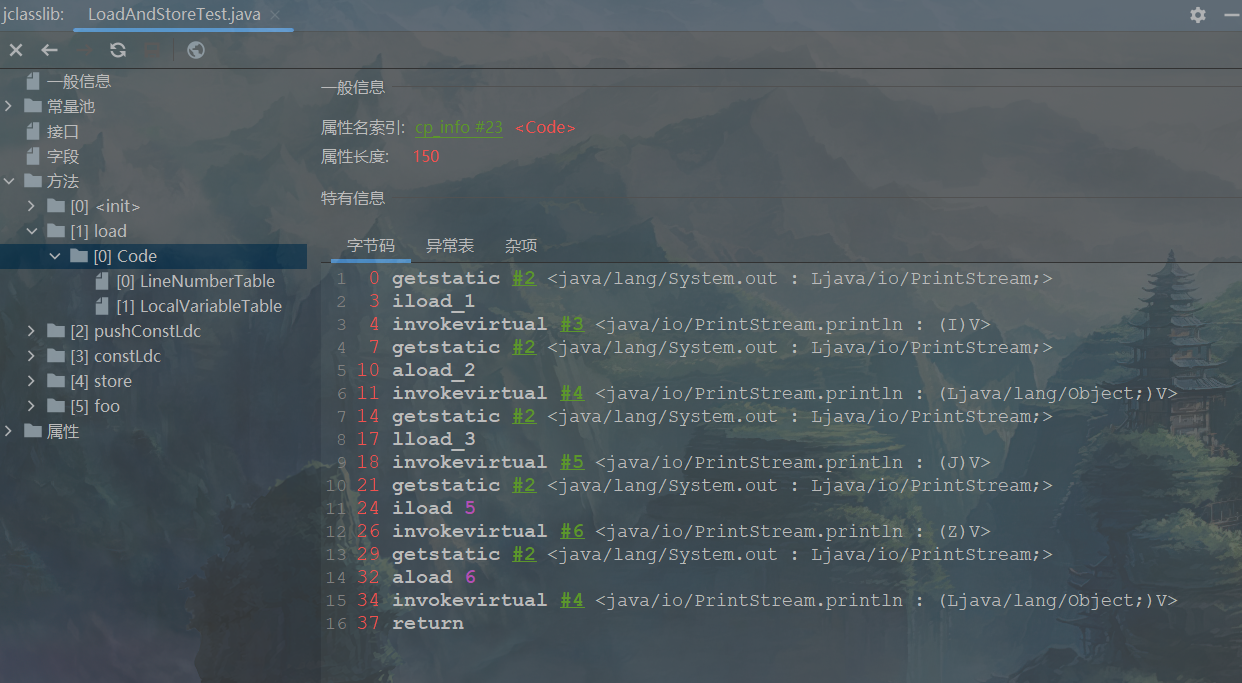 jclasslib: LoadAndStoreTest.java
一般信息
常量池
接口
字段
方法
[0] <init>
[1] load
[0] Code
[0] LineNumberTable
[1] LocalVariableTable
[2] pushConstLdc
[3] constLdc
[4] store
[5] foo
属性
一般信息
属性名索引: cp_info #23 <Code>
属性长度: 150
特有信息
字节码 异常表 杂项
1 0 getstatic #2 <java/lang/System.out : Ljava/io/PrintStream;>
2 3 iload_1
3 4 invokevirtual #3 <java/io/PrintStream.println : (I)V>
4 7 getstatic #2 <java/lang/System.out : Ljava/io/PrintStream;>
5 10 aload_2
6 11 invokevirtual #4 <java/io/PrintStream.println : (Ljava/lang/Object;)V>
7 14 getstatic #2 <java/lang/System.out : Ljava/io/PrintStream;>
8 17 lload_3
9 18 invokevirtual #5 <java/io/PrintStream.println : (J)V>
10 21 getstatic #2 <java/lang/System.out : Ljava/io/PrintStream;>
11 24 iload 5
12 26 invokevirtual #6 <java/io/PrintStream.println : (Z)V>
13 29 getstatic #2 <java/lang/System.out : Ljava/io/PrintStream;>
14 32 aload 6
15 34 invokevirtual #4 <java/io/PrintStream.println : (Ljava/lang/Object;)V>
16 37 return